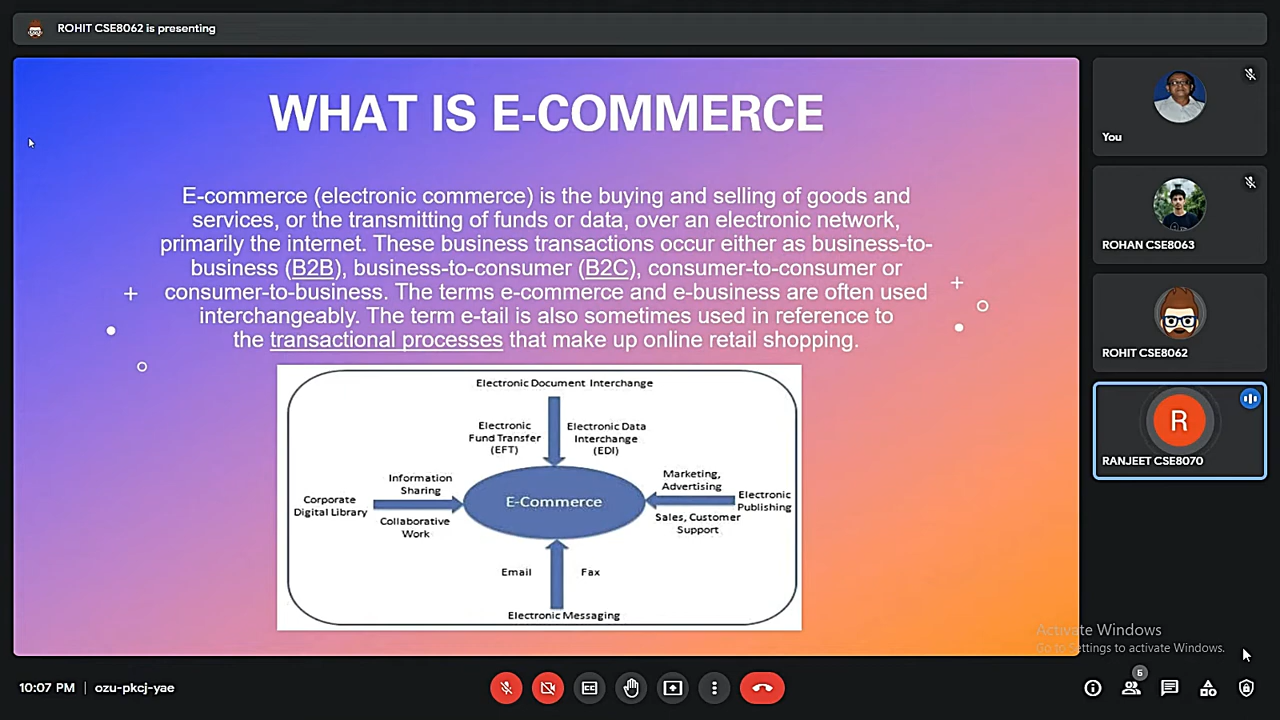 ROHIT CSE8062 is presenting
WHAT IS E-COMMERCE
E-commerce (electronic commerce) is the buying and selling of goods and
services, or the transmitting of funds or data, over an electronic network,
primarily the internet. These business transactions occur either as business-to-
business (B2B), business-to-consumer (B2C), consumer-to-consumer or
consumer-to-business. The terms e-commerce and e-business are often used
interchangeably. The term e-tail is also sometimes used in reference to
the transactional processes that make up online retail shopping.
Electronic Document Interchange
Electronic
Fund Transfer
(EFT)
Electronic Data
Interchange
(EDI)
Information
Sharing
Corporate
Digital Library
Collaborative
Work
E-Commerce
Marketing,
Advertising
Electronic
Publishing
Sales, Customer
Support
Email
Fax
Electronic Messaging
You
ROHAN CSE8063
ROHIT CSE8062
R
RANJEET CSE8070
Activate Windows
Go to Settings to activate Windows.
10:07 PM | ozu-pkcj-yae
6